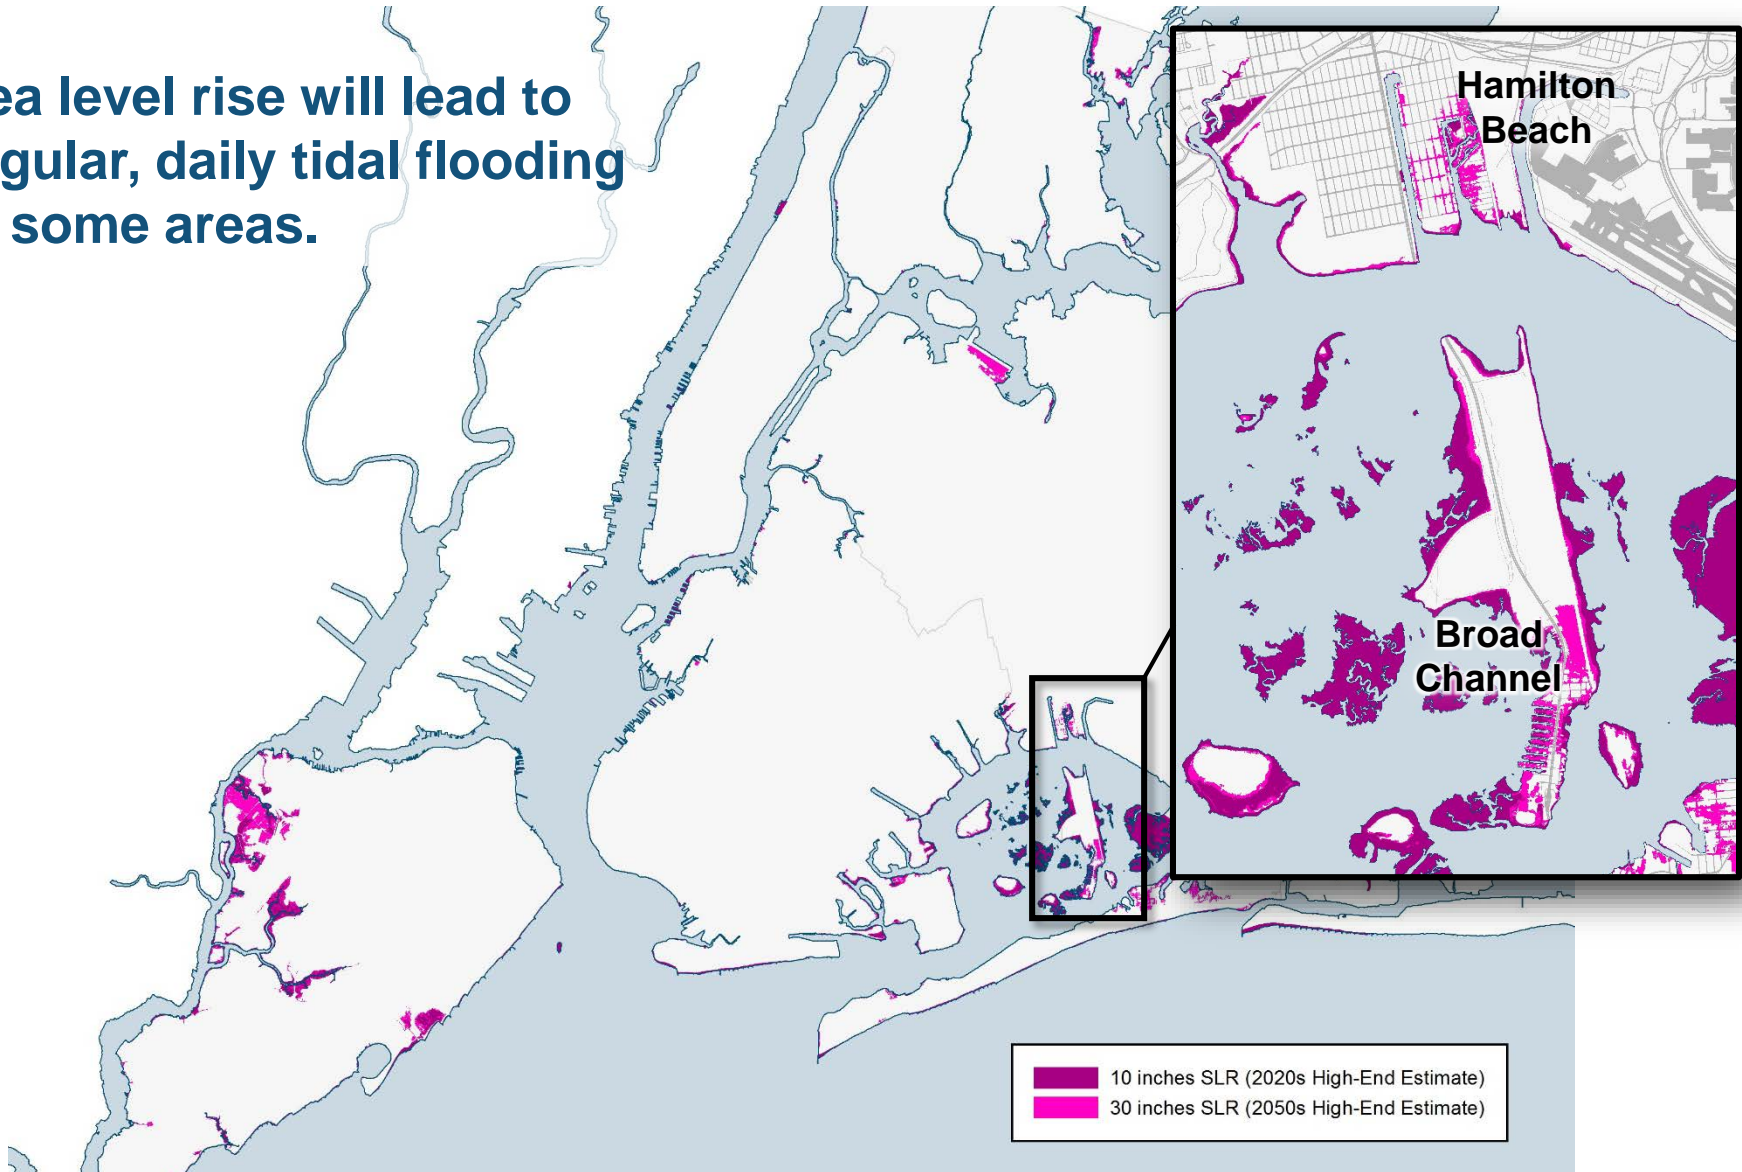 ea level rise will lead to
gular, daily tidal flooding
some areas.
Hamilton
Beach
Broad
Channel
10 inches SLR (2020s High-End Estimate)
30 inches SLR (2050s High-End Estimate)